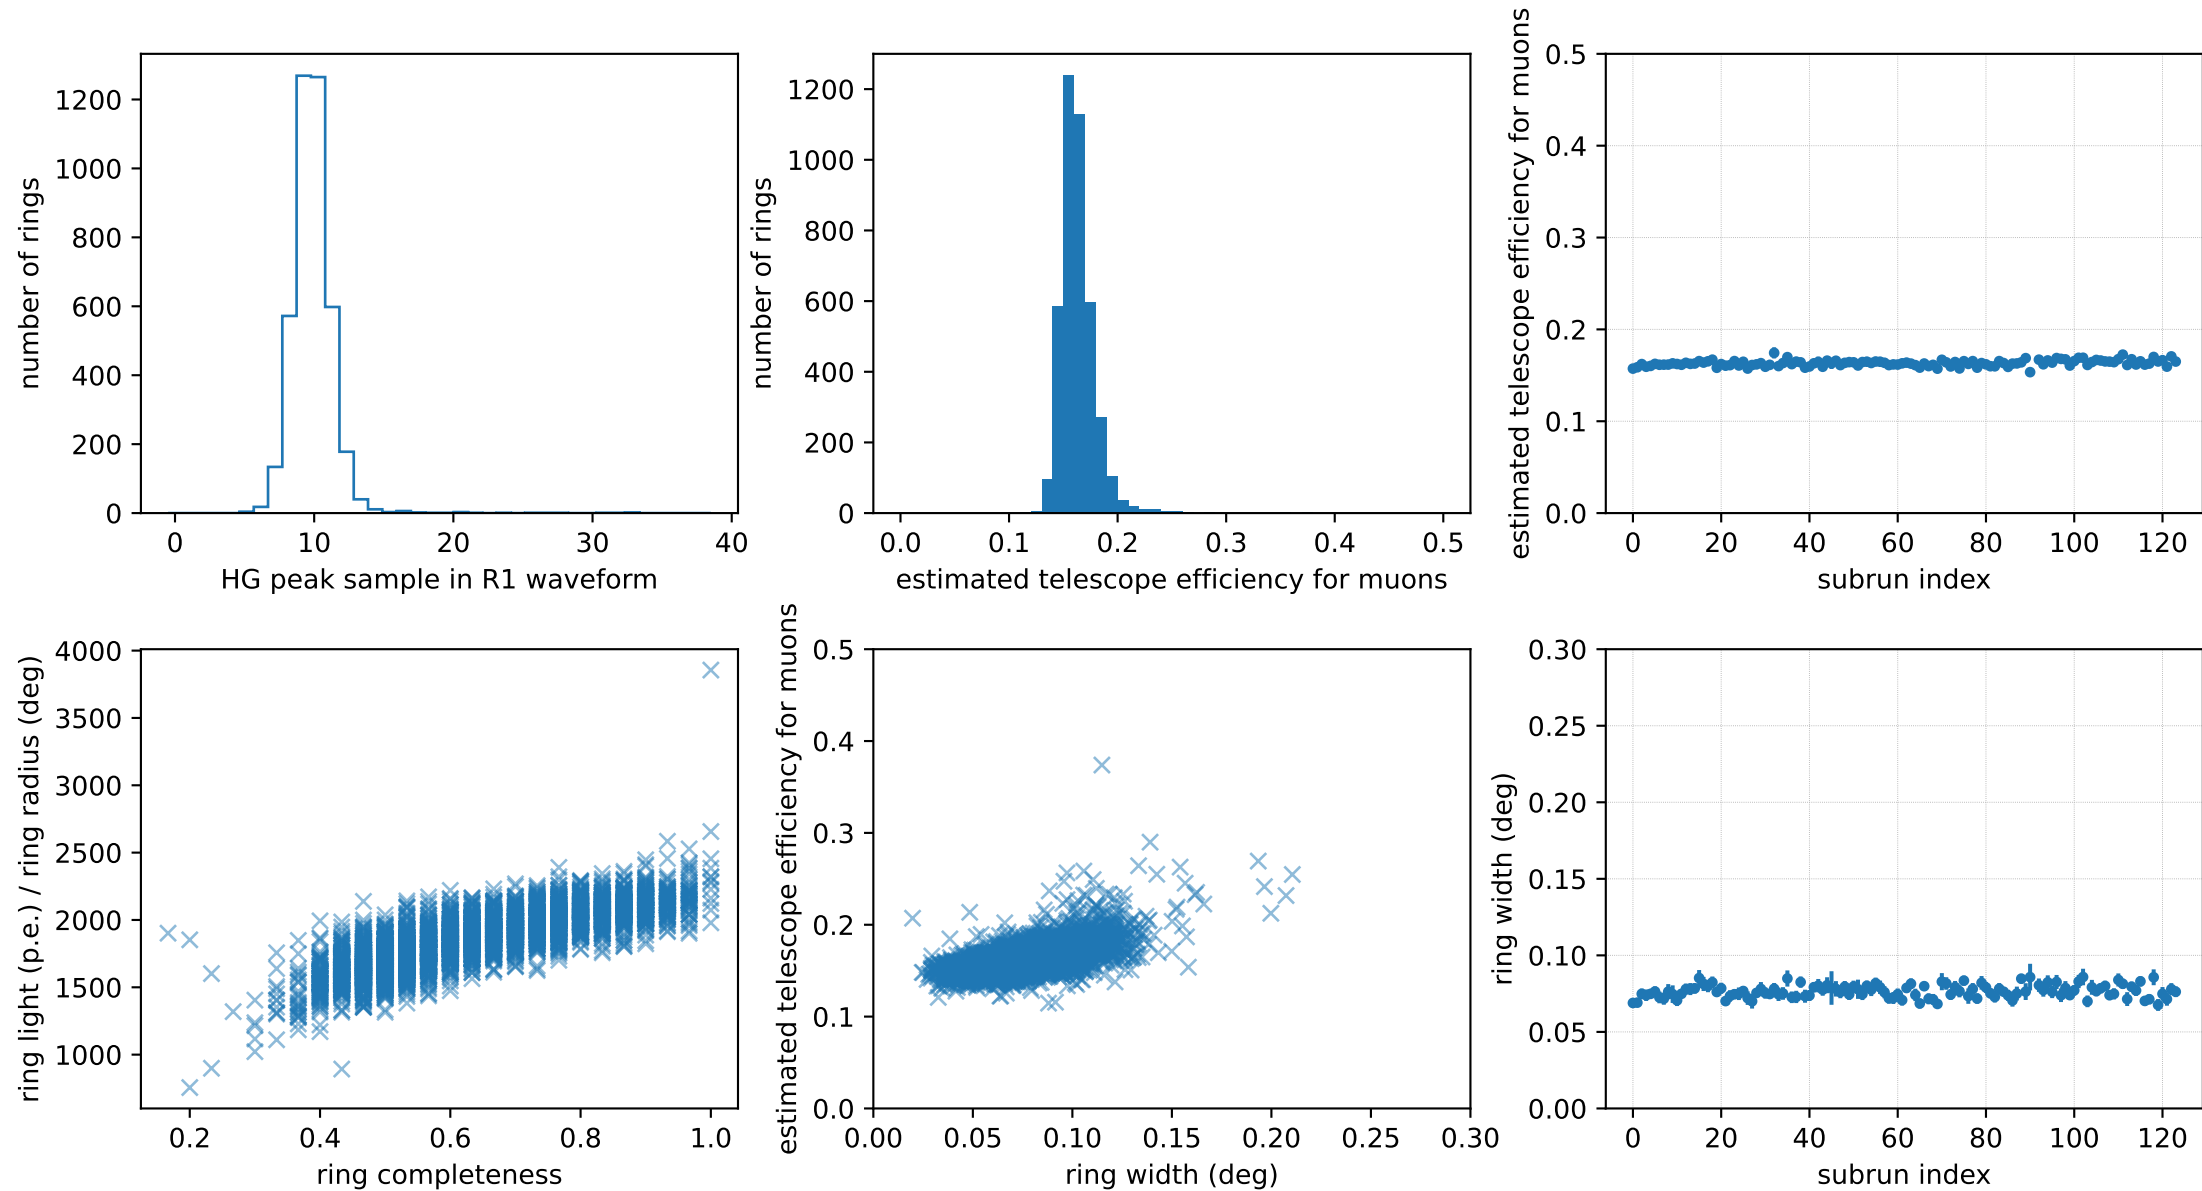 number of rings
1200
1000
800
600
400
200
0
0 10 20 30 40
HG peak sample in R1 waveform
number of rings
1200
1000
800
600
400
200
0
0.0 0.1 0.2 0.3 0.4 0.5
estimated telescope efficiency for muons
estimated telescope efficiency for muons
0.5
0.4
0.3
0.2
0.1
0.0
0 20 40 60 80 100 120
subrun index
ring light (p.e.) / ring radius (deg)
4000
3500
3000
2500
2000
1500
1000
0.2 0.4 0.6 0.8 1.0
ring completeness
estimated telescope efficiency for muons
0.5
0.4
0.3
0.2
0.1
0.0
0.00 0.05 0.10 0.15 0.20 0.25 0.30
ring width (deg)
ring width (deg)
0.30
0.25
0.20
0.15
0.10
0.05
0.00
0 20 40 60 80 100 120
subrun index